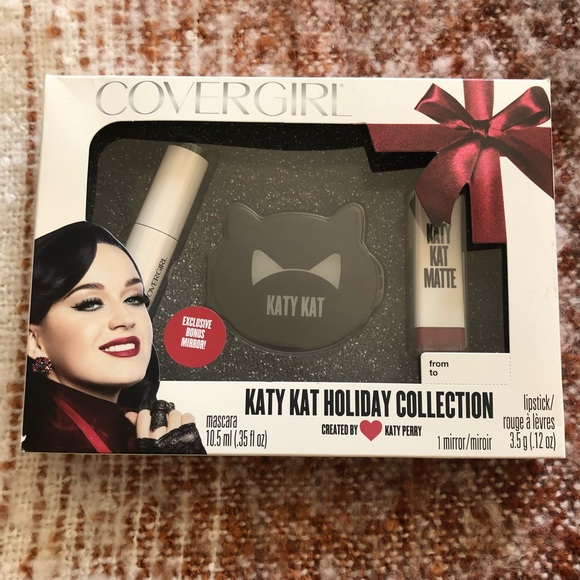 COVERGIRL
COVERGIRL
KATY KAT
KATY
KAT
MATTE
EXCLUSIVE
BONUS
MIRROR!
from
to
KATY KAT HOLIDAY COLLECTION
CREATED BY KATY PERRY
mascara
10.5 ml (.35 fl oz)
1 mirror/miroir
lipstick/
rouge à lèvres
3.5 g (.12 oz)